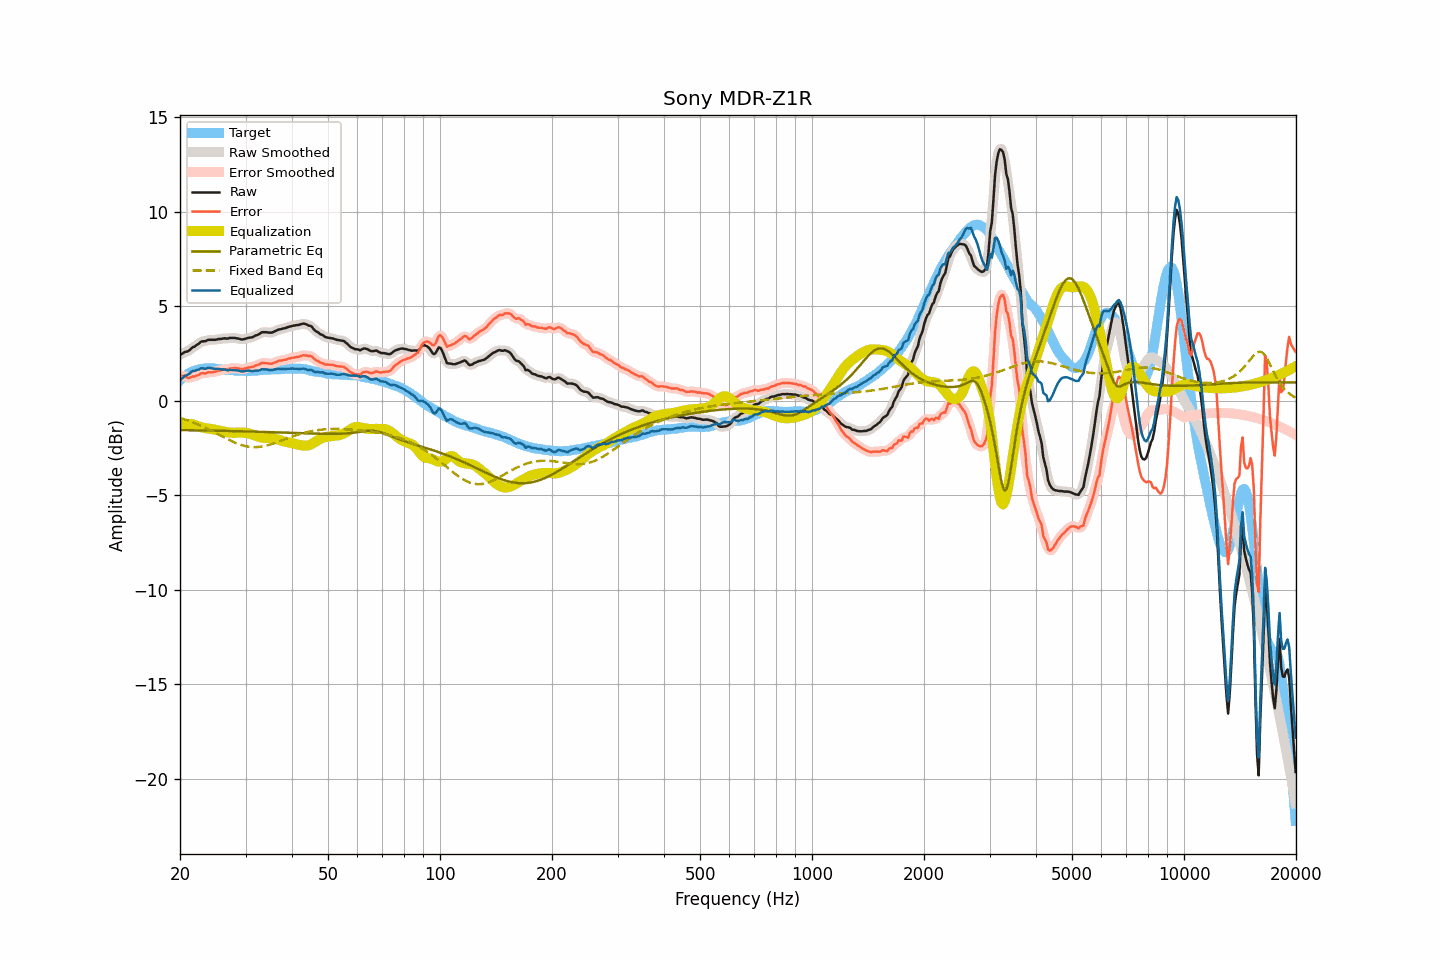 Sony MDR-Z1R
15
10
5
0
−5
−10
−15
−20
Amplitude (dBr)
Target
Raw Smoothed
Error Smoothed
Raw
Error
Equalization
Parametric Eq
Fixed Band Eq
Equalized
20 50 100 200 500 1000 2000 5000 10000 20000
Frequency (Hz)